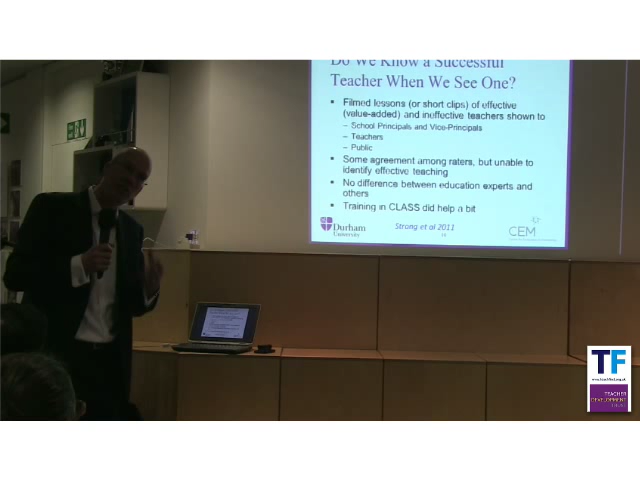 Do We Know a Successful
Teacher When We See One?
• Filmed lessons (or short clips) of effective
(value-added) and ineffective teachers shown to
– School Principals and Vice-Principals
– Teachers
– Public
• Some agreement among raters, but unable to
identify effective teaching
• No difference between education experts and
others
• Training in CLASS did help a bit
Durham
University
Strong et al 2011
CEM
TF
TEACHER
DEVELOPMENT
TRUST